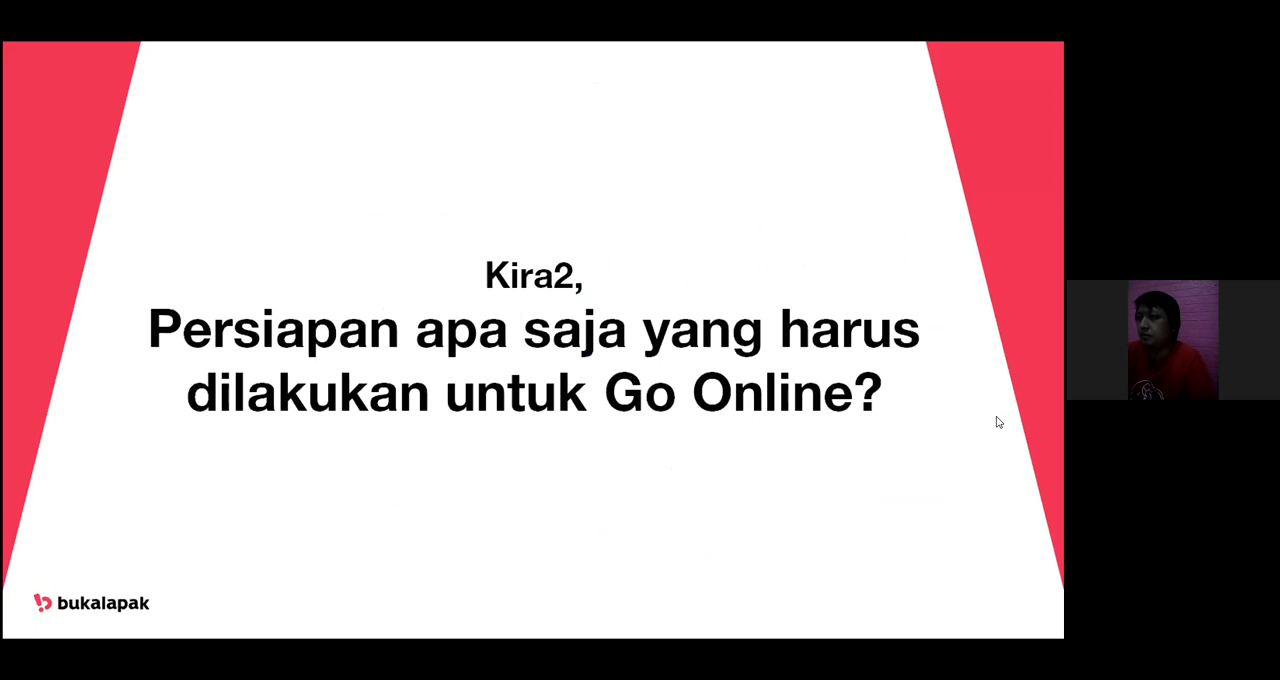 Kira2,
Persiapan apa saja yang harus
dilakukan untuk Go Online?
bukalapak